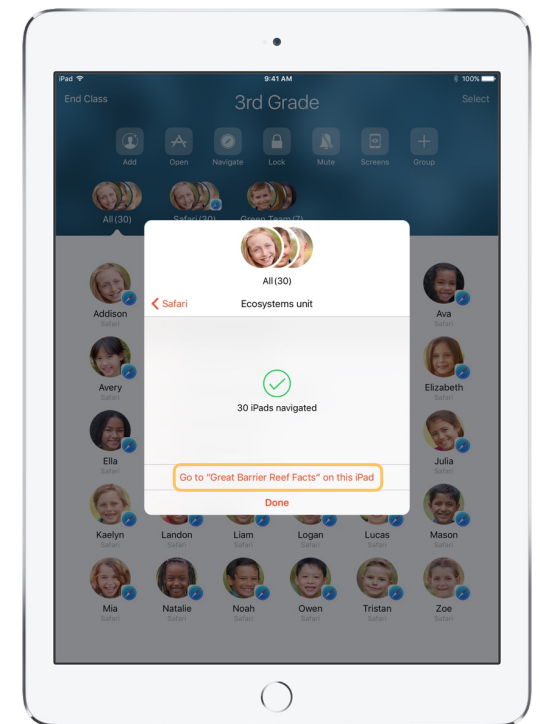 iPad 9:41 AM 100%
End Class 3rd Grade Select
Add Open Navigate Lock Mute Screens Group
All (30) Safari (30) Green Team (7)
All (30)
Safari Ecosystems unit
30 iPads navigated
Go to “Great Barrier Reef Facts” on this iPad
Done
Addison Ava
Safari Safari
Avery Elizabeth
Safari Safari
Ella Julia
Safari Safari
Kaelyn Landon Liam Logan Lucas Mason
Safari Safari Safari Safari Safari Safari
Mia Natalie Noah Owen Tristan Zoe
Safari Safari Safari Safari Safari Safari